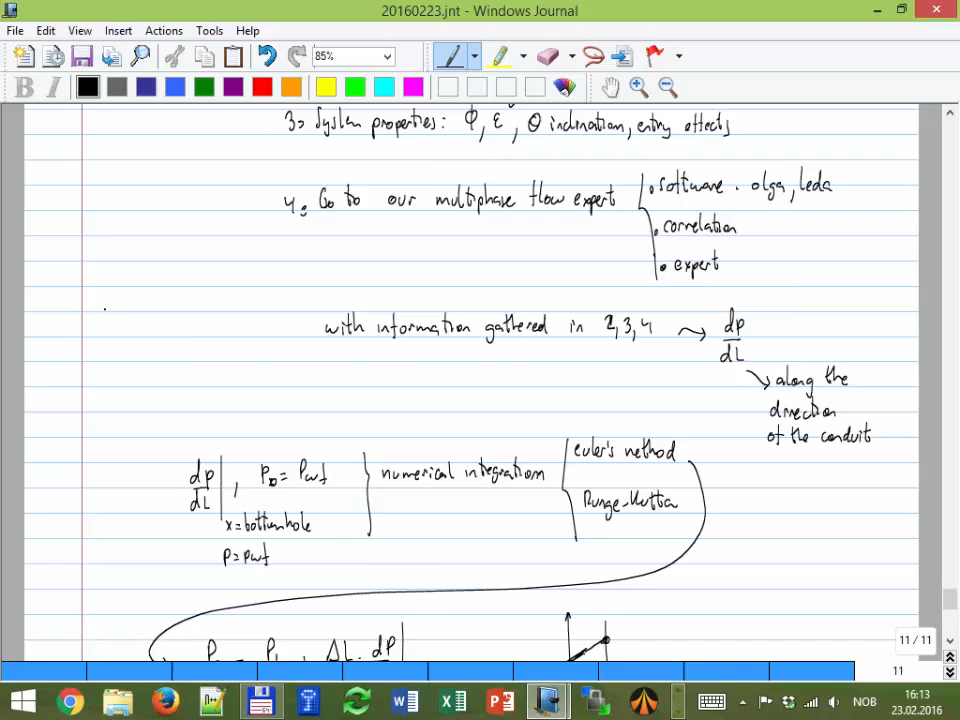 20160223.jnt - Windows Journal
File Edit View Insert Actions Tools Help
85%
B I
3. System properties: Φ, ε, θ inclination, entry effects
4. Go to our multiphase flow expert
• software . olga, leda
• correlation
• expert
with information gathered in 2,3,4 → dp/dL
along the
direction
of the conduit
dp/dL | , P = Pwf } numerical integration
euler's method
Runge-Kutta
x = bottomhole
p = pwf
ΔL · dP
11 / 11
11
NOB
16:13
23.02.2016